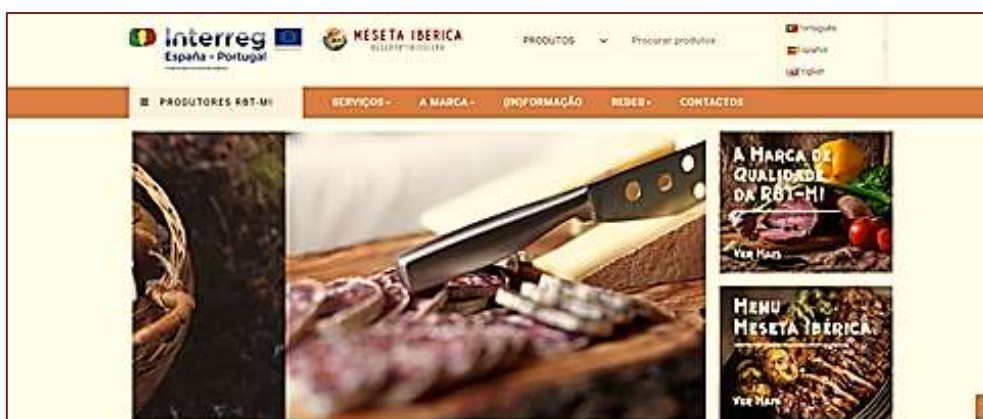 Interreg
España - Portugal
MESETA IBERICA
PRODUTOS
Procurar produtos
Português
Español
English
PRODUTORES RBT-MI
SERVIÇOS
A MARCA
(IN)FORMAÇÃO
REDES
CONTACTOS
A MARCA DE
QUALIDADE
DA RBT-MI
VER MAIS
MENU
MESETA IBÉRICA
VER MAIS